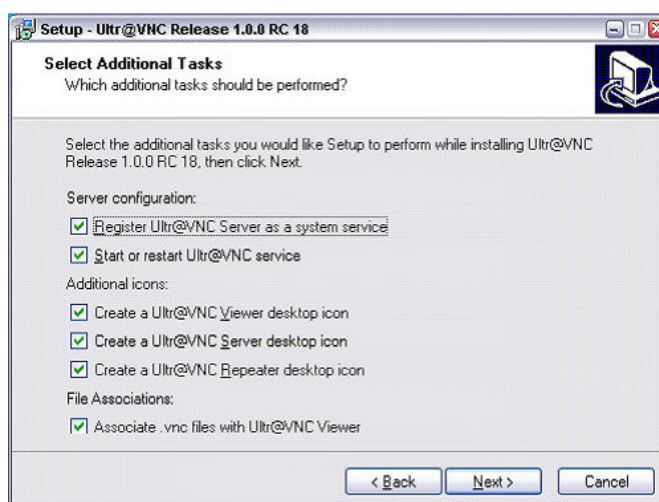 Setup - Ultr@VNC Release 1.0.0 RC 18
Select Additional Tasks
Which additional tasks should be performed?
Select the additional tasks you would like Setup to perform while installing Ultr@VNC
Release 1.0.0 RC 18, then click Next.
Server configuration:
Register Ultr@VNC Server as a system service
Start or restart Ultr@VNC service
Additional icons:
Create a Ultr@VNC Viewer desktop icon
Create a Ultr@VNC Server desktop icon
Create a Ultr@VNC Repeater desktop icon
File Associations:
Associate .vnc files with Ultr@VNC Viewer
< Back Next > Cancel